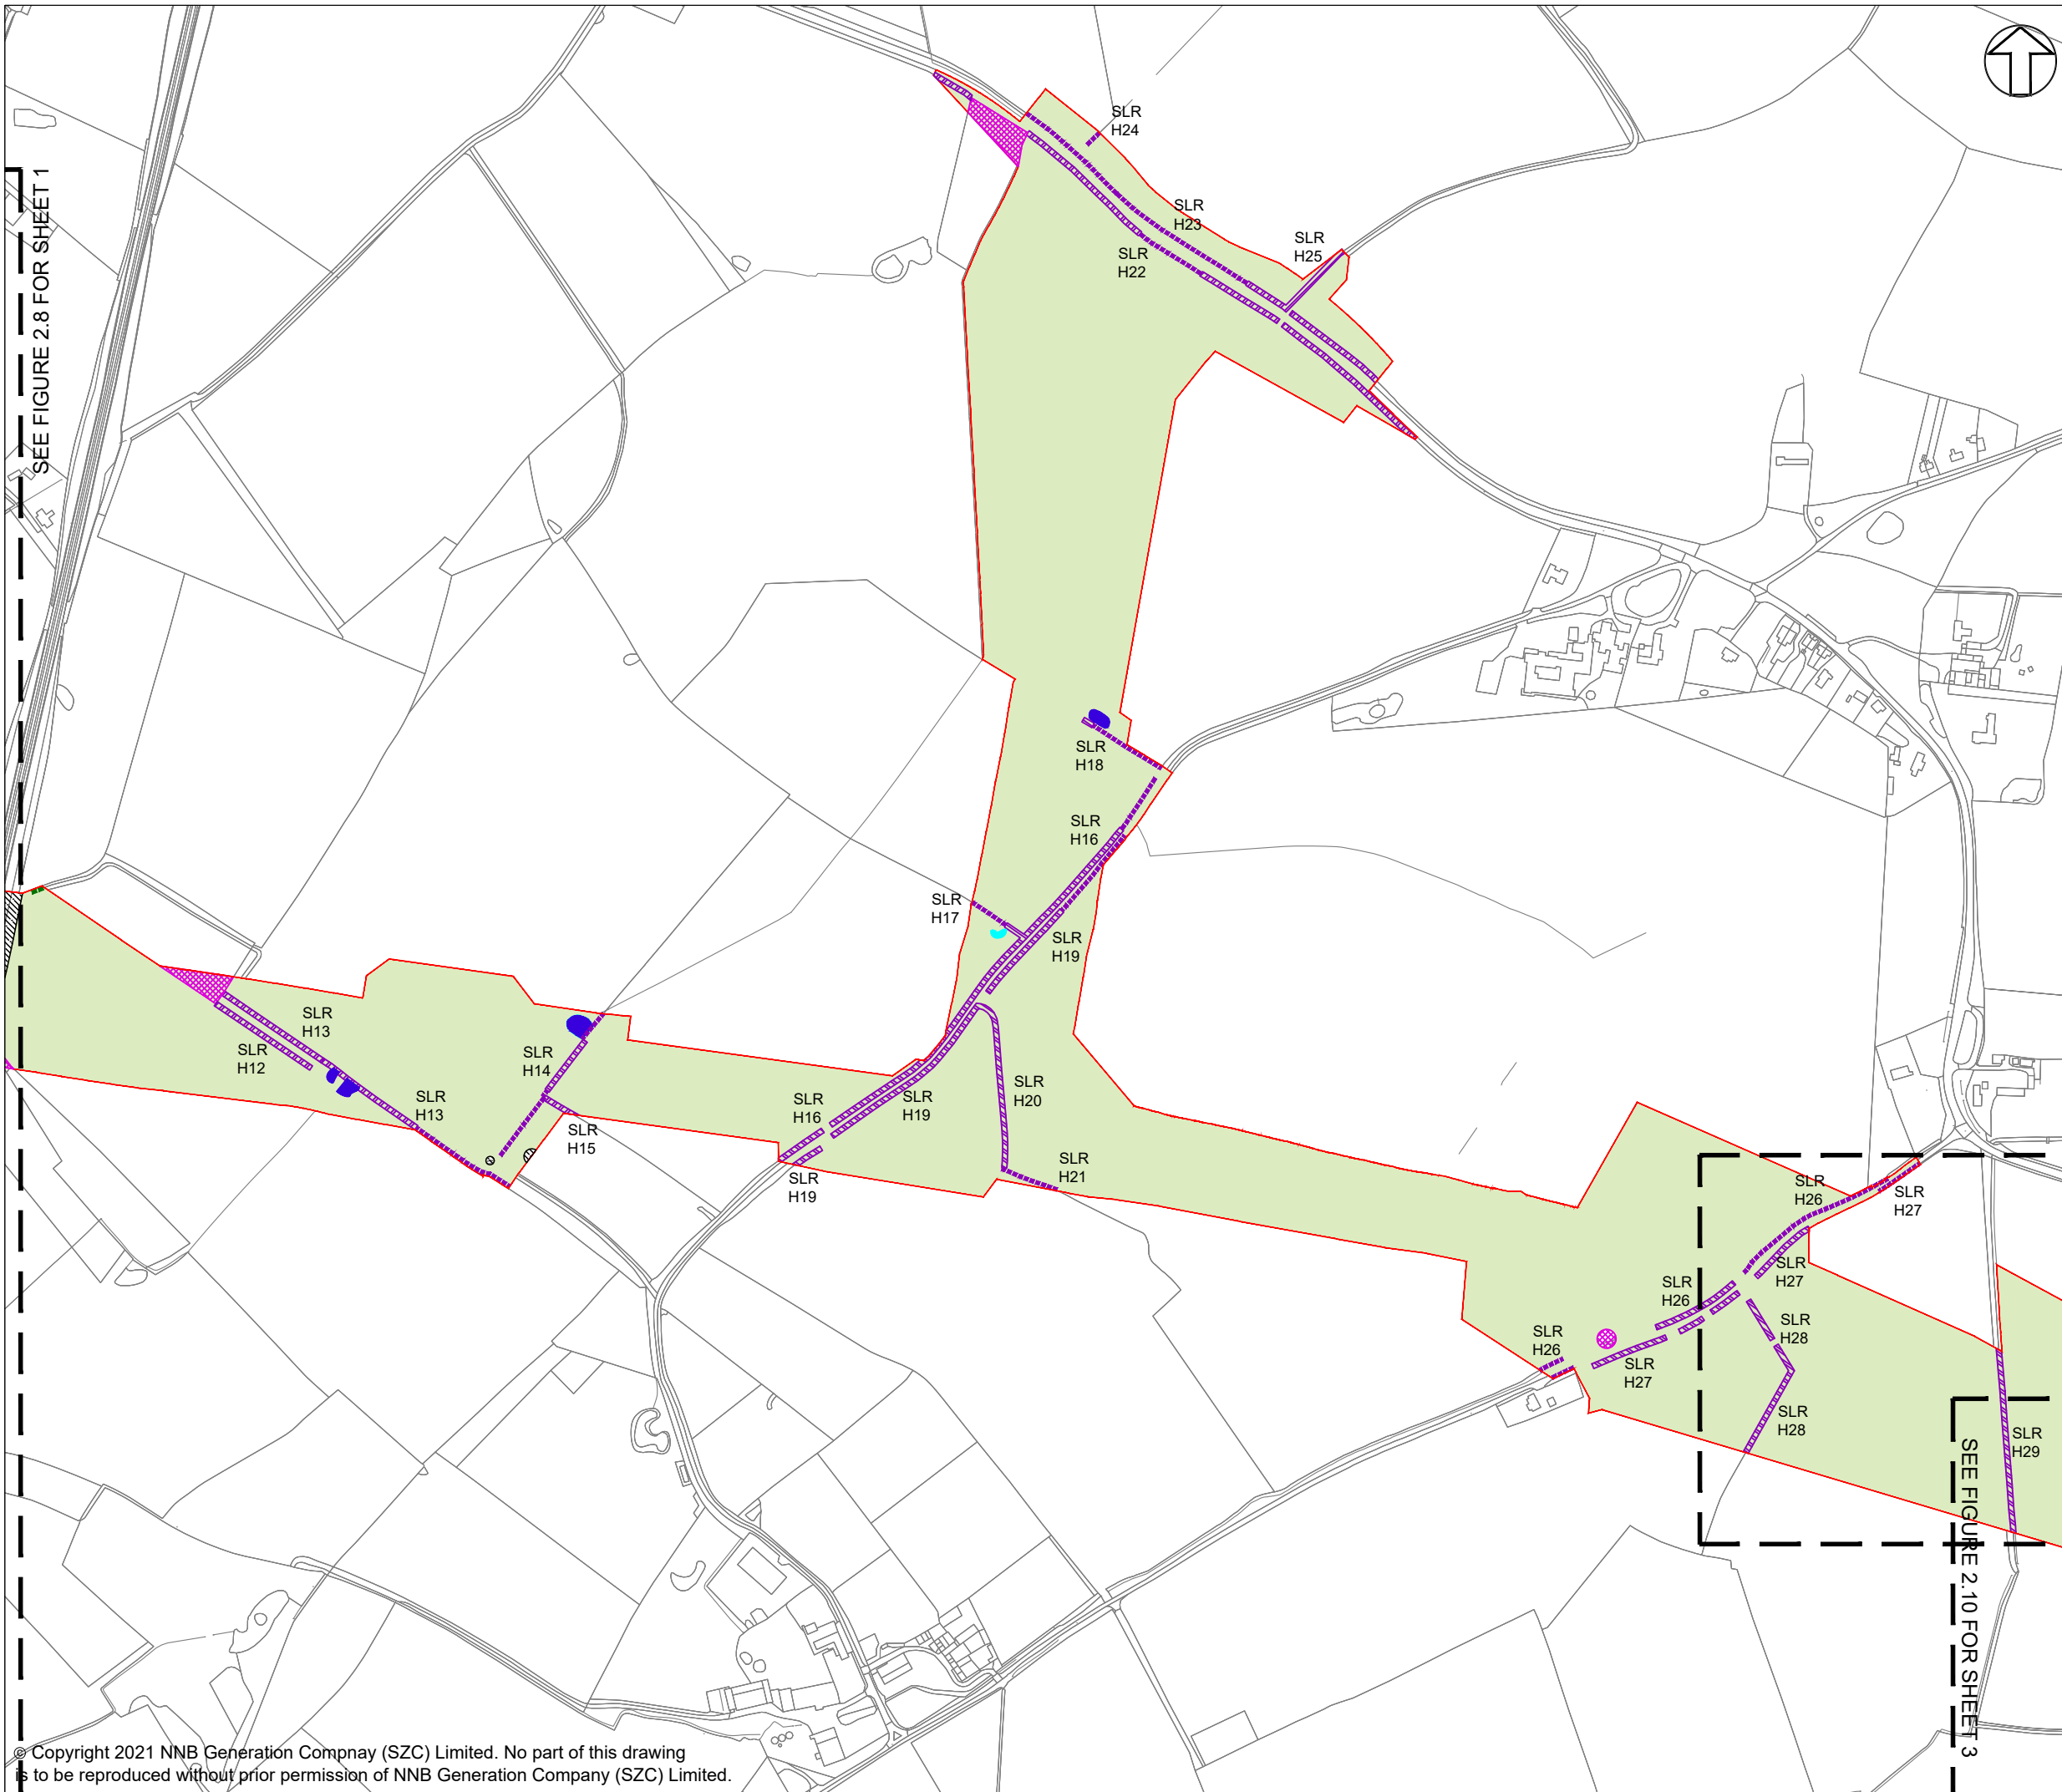 SLR
H24
SEE FIGURE 2.8 FOR SHEET 1
SLR
H23
SLR
H25
SLR
H22
SLR
H18
SLR
H16
SLR
H17
SLR
H19
SLR
H13
SLR
H12
SLR
H14
SLR
H13
SLR
H15
SLR
H16
SLR
H19
SLR
H20
SLR
H19
SLR
H21
SLR
H26
SLR
H27
SLR
H27
SLR
H26
SLR
H28
SLR
H26
SLR
H27
SLR
H28
SLR
H29
SEE FIGURE 2.10 FOR SHEET 3
© Copyright 2021 NNB Generation Compnay (SZC) Limited. No part of this drawing
is to be reproduced without prior permission of NNB Generation Company (SZC) Limited.